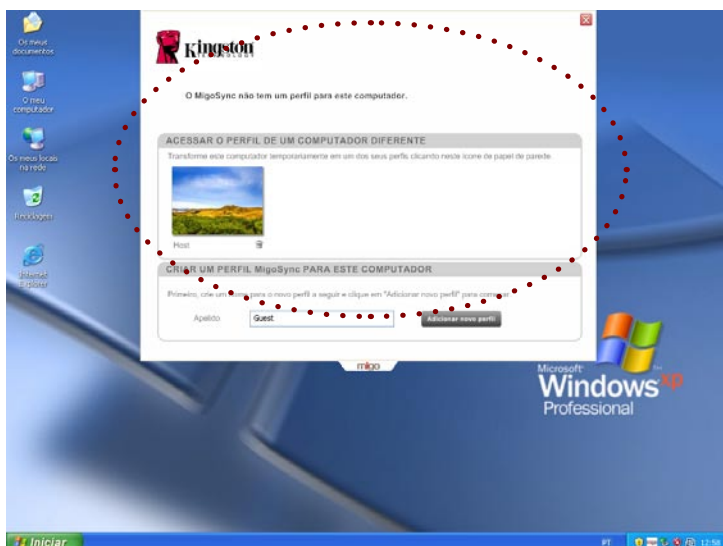 Os meus
documentos
O meu
computador
Os meus locais
na rede
Reciclagem
Internet
Explorer
Kingston
TECHNOLOGY
O MigoSync não tem um perfil para este computador.
ACESSAR O PERFIL DE UM COMPUTADOR DIFERENTE
Transforme este computador temporariamente em um dos seus perfis clicando neste ícone de papel de parede
Host
CRIAR UM PERFIL MigoSync PARA ESTE COMPUTADOR
Primeiro, crie um nome para o novo perfil a seguir e clique em "Adicionar novo perfil" para começar
Apelido
Guest
Adicionar novo perfil
migo
Microsoft
Windows xp
Professional
Iniciar
PT
12:58